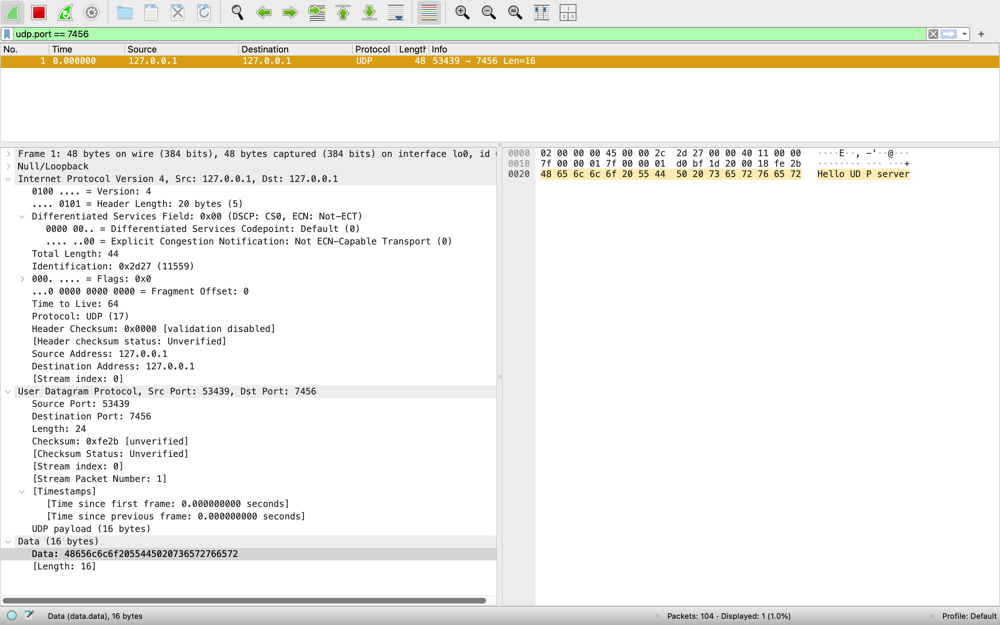 udp.port == 7456
No. Time Source Destination Protocol Length Info
1 0.000000 127.0.0.1 127.0.0.1 UDP 48 53439 → 7456 Len=16
Frame 1: 48 bytes on wire (384 bits), 48 bytes captured (384 bits) on interface lo0, id
Null/Loopback
Internet Protocol Version 4, Src: 127.0.0.1, Dst: 127.0.0.1
0100 .... = Version: 4
.... 0101 = Header Length: 20 bytes (5)
Differentiated Services Field: 0x00 (DSCP: CS0, ECN: Not-ECT)
0000 00.. = Differentiated Services Codepoint: Default (0)
.... ..00 = Explicit Congestion Notification: Not ECN-Capable Transport (0)
Total Length: 44
Identification: 0x2d27 (11559)
000. .... = Flags: 0x0
...0 0000 0000 0000 = Fragment Offset: 0
Time to Live: 64
Protocol: UDP (17)
Header Checksum: 0x0000 [validation disabled]
[Header checksum status: Unverified]
Source Address: 127.0.0.1
Destination Address: 127.0.0.1
[Stream index: 0]
User Datagram Protocol, Src Port: 53439, Dst Port: 7456
Source Port: 53439
Destination Port: 7456
Length: 24
Checksum: 0xfe2b [unverified]
[Checksum Status: Unverified]
[Stream index: 0]
[Stream Packet Number: 1]
[Timestamps]
[Time since first frame: 0.000000000 seconds]
[Time since previous frame: 0.000000000 seconds]
UDP payload (16 bytes)
Data (16 bytes)
Data: 48656c6c6f2055445020736572766572
[Length: 16]
0000 02 00 00 00 45 00 00 2c 2d 27 00 00 40 11 00 00 ····E··, -'··@···
0010 7f 00 00 01 7f 00 00 01 d0 bf 1d 20 00 18 fe 2b ········ ··· ···+
0020 48 65 6c 6c 6f 20 55 44 50 20 73 65 72 76 65 72 Hello UD P server
Data (data.data), 16 bytes
Packets: 104 · Displayed: 1 (1.0%)
Profile: Default